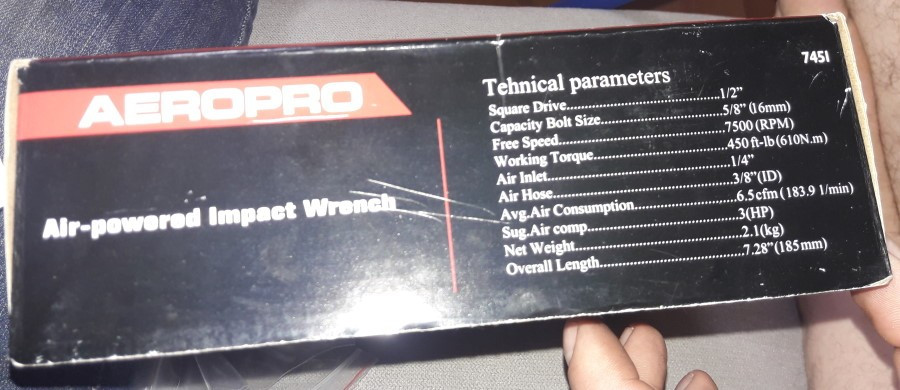 AEROPRO
Air-powered Impact Wrench
7451
Tehnical parameters
Square Drive........................................1/2"
Capacity Bolt Size...............................5/8" (16mm)
Free Speed..........................................7500 (RPM)
Working Torque.................................450 ft-lb (610N.m)
Air Inlet..............................................1/4"
Air Hose.............................................3/8" (ID)
Avg.Air Consumption..........................6.5cfm ( 183.9 1/min)
Sug.Air comp......................................3(HP)
Net Weight.........................................2.1(kg)
Overall Length....................................7.28" (185mm)